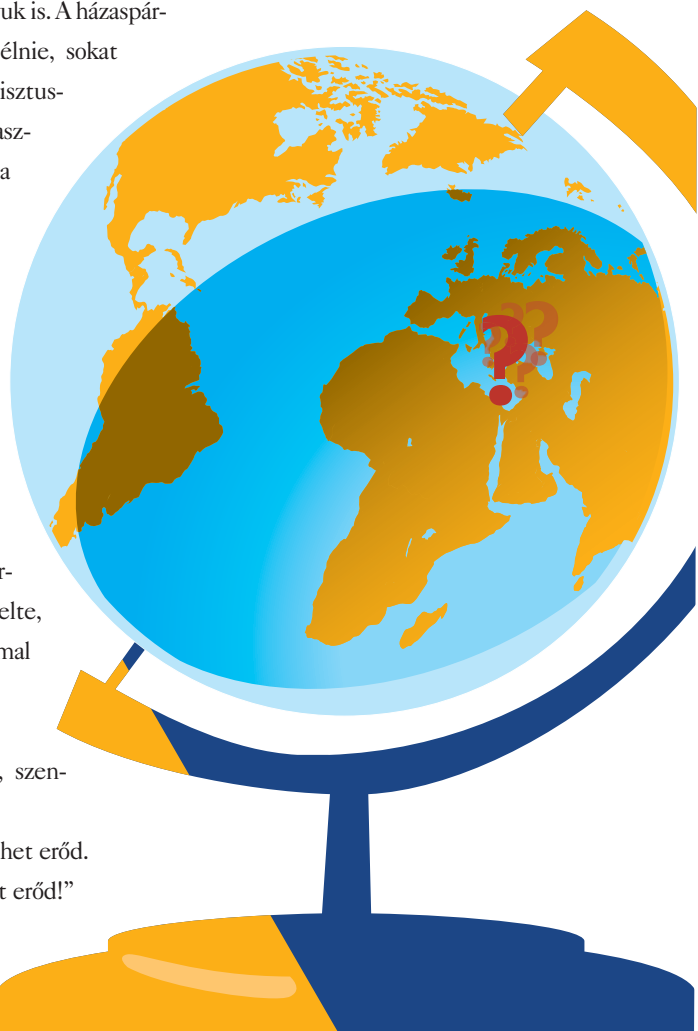 uk is. A házaspár-
élnie, sokat
isztus-
asz-
a
? ? ? ? ?
r-
elte,
mal
, szen-
het erőd.
t erőd!”